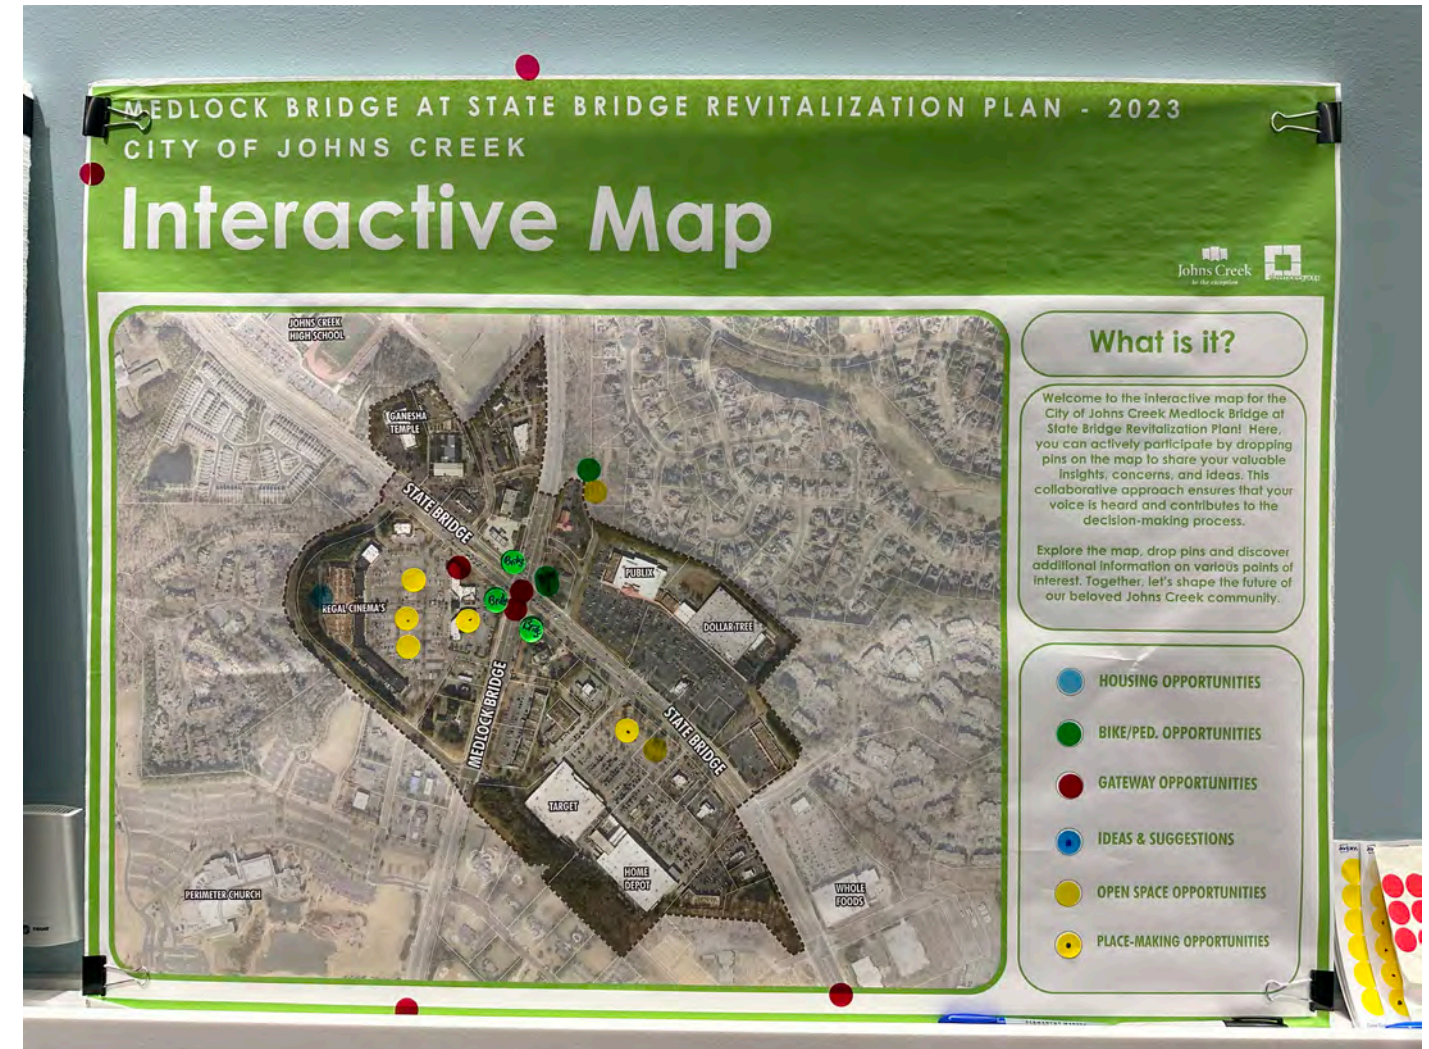 MEDLOCK BRIDGE AT STATE BRIDGE REVITALIZATION PLAN - 2023
CITY OF JOHNS CREEK
Interactive Map
Johns Creek
JOHNS CREEK
HIGH SCHOOL
GANESHA
TEMPLE
STATE BRIDGE
Bridge
PUBLIX
REGAL CINEMA'S
DOLLAR TREE
MEDLOCK BRIDGE
STATE BRIDGE
TARGET
HOME
DEPOT
PERIMETER CHURCH
WHOLE
FOODS
What is it?
Welcome to the interactive map for the
City of Johns Creek Medlock Bridge at
State Bridge Revitalization Plan! Here,
you can actively participate by dropping
pins on the map to share your valuable
insights, concerns, and ideas. This
collaborative approach ensures that your
voice is heard and contributes to the
decision-making process.
Explore the map, drop pins and discover
additional information on various points of
interest. Together, let's shape the future of
our beloved Johns Creek community.
HOUSING OPPORTUNITIES
BIKE/PED. OPPORTUNITIES
GATEWAY OPPORTUNITIES
IDEAS & SUGGESTIONS
OPEN SPACE OPPORTUNITIES
PLACE-MAKING OPPORTUNITIES